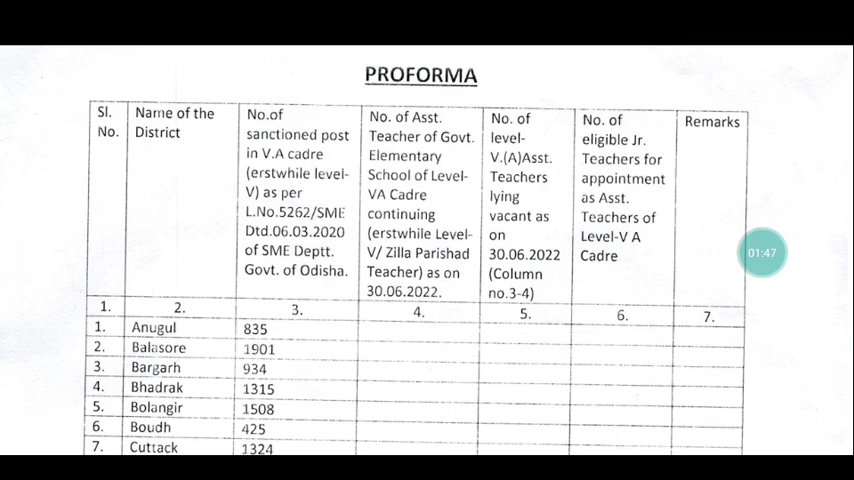 PROFORMA
Sl. No. | Name of the District | No.of sanctioned post in V.A cadre (erstwhile level-V) as per L.No.5262/SME Dtd.06.03.2020 of SME Deptt. Govt. of Odisha. | No. of Asst. Teacher of Govt. Elementary School of Level-VA Cadre continuing (erstwhile Level-V/ Zilla Parishad Teacher) as on 30.06.2022. | No. of level-V.(A)Asst. Teachers lying vacant as on 30.06.2022 (Column no.3-4) | No. of eligible Jr. Teachers for appointment as Asst. Teachers of Level-V A Cadre | Remarks
1. | 2. | 3. | 4. | 5. | 6. | 7.
1. | Anugul | 835
2. | Balasore | 1901
3. | Bargarh | 934
4. | Bhadrak | 1315
5. | Bolangir | 1508
6. | Boudh | 425
7. | Cuttack | 1324
01:47